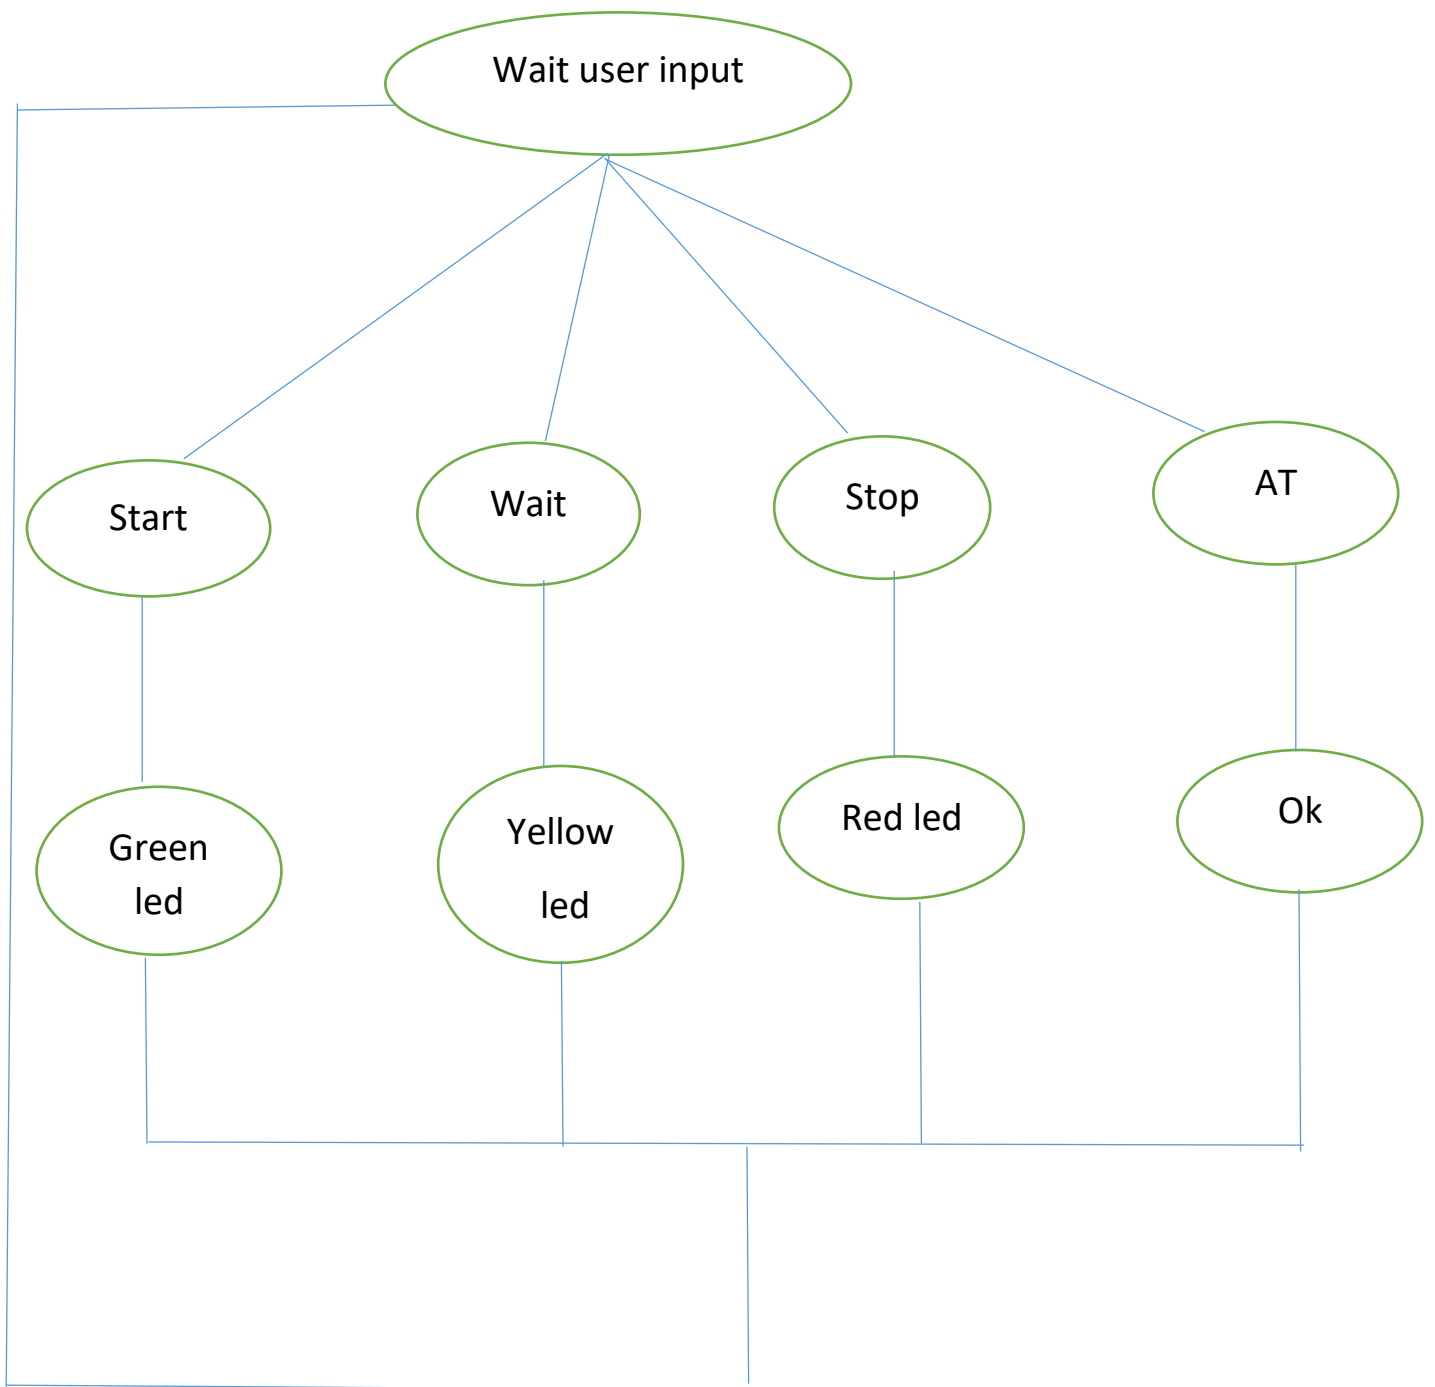 Wait user input
Start
Wait
Stop
AT
Green
led
Yellow
led
Red led
Ok